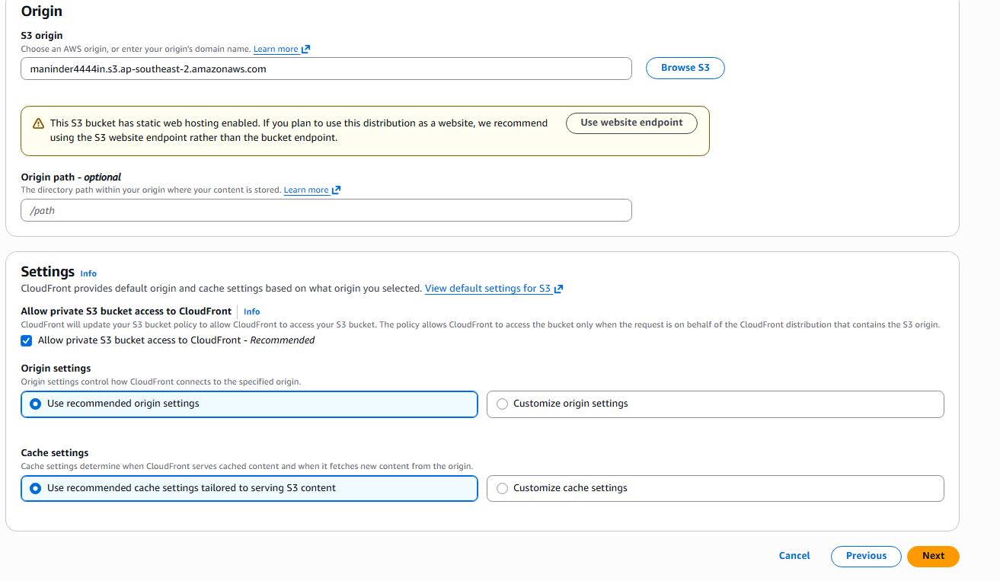 Origin
S3 origin
Choose an AWS origin, or enter your origin's domain name. Learn more
maninder4444in.s3.ap-southeast-2.amazonaws.com
Browse S3
This S3 bucket has static web hosting enabled. If you plan to use this distribution as a website, we recommend
using the S3 website endpoint rather than the bucket endpoint.
Use website endpoint
Origin path - optional
The directory path within your origin where your content is stored. Learn more
/path
Settings Info
CloudFront provides default origin and cache settings based on what origin you selected. View default settings for S3
Allow private S3 bucket access to CloudFront Info
CloudFront will update your S3 bucket policy to allow CloudFront to access your S3 bucket. The policy allows CloudFront to access the bucket only when the request is on behalf of the CloudFront distribution that contains the S3 origin.
Allow private S3 bucket access to CloudFront - Recommended
Origin settings
Origin settings control how CloudFront connects to the specified origin.
Use recommended origin settings
Customize origin settings
Cache settings
Cache settings determine when CloudFront serves cached content and when it fetches new content from the origin.
Use recommended cache settings tailored to serving S3 content
Customize cache settings
Cancel
Previous
Next